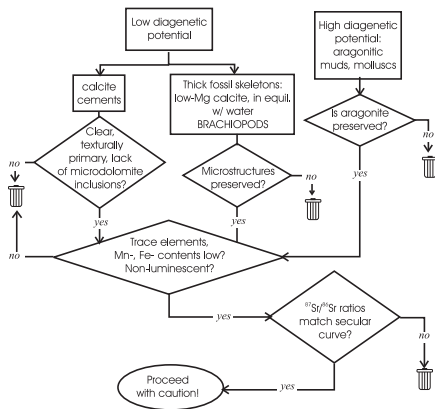 Low diagenetic
potential
High diagenetic
potential:
aragonitic
muds, molluscs
calcite
cements
Thick fossil skeletons:
low-Mg calcite, in equil.
w/ water
BRACHIOPODS
Is aragonite
preserved?
no
yes
Clear,
texturally
primary, lack
of microdolomite
inclusions?
no
yes
Microstructures
preserved?
no
yes
Trace elements,
Mn-, Fe- contents low?
Non-luminescent?
no
yes
⁸⁷Sr/⁸⁶Sr ratios
match secular
curve?
no
yes
Proceed
with caution!